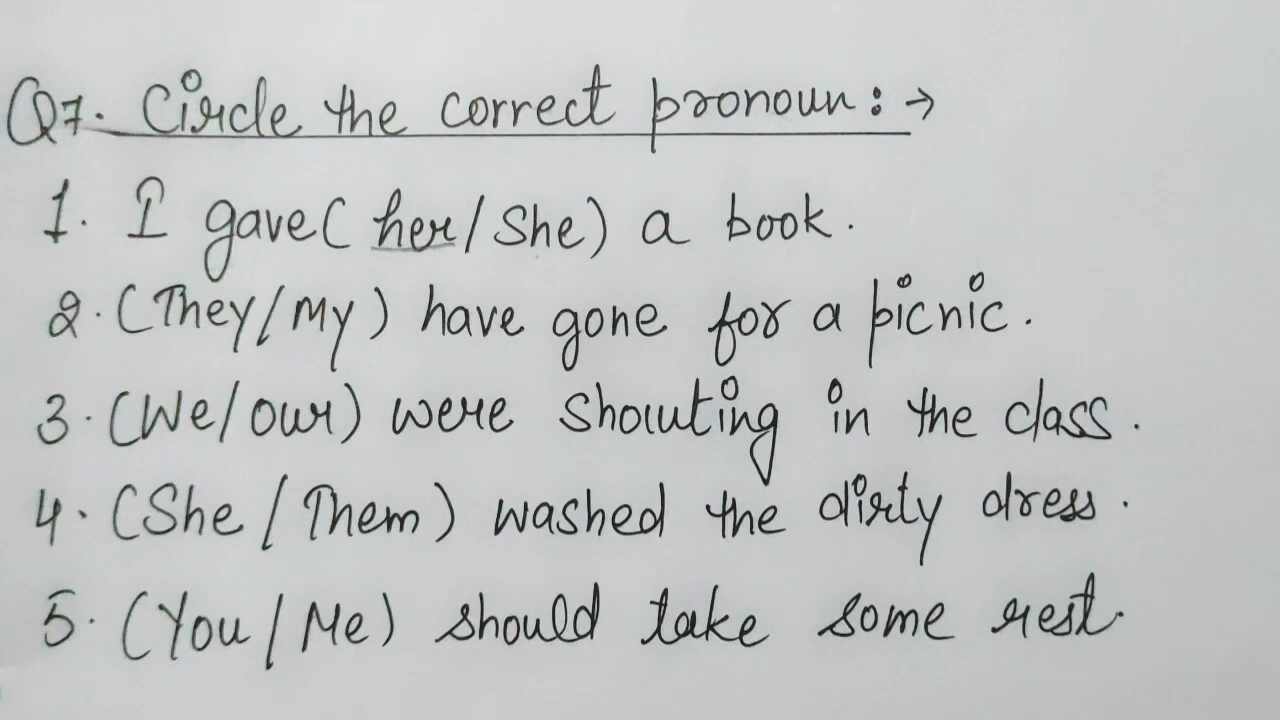 Q7. Circle the correct pronoun:→
1. I gave( her/She) a book.
2. (They/My) have gone for a picnic.
3. (We/our) were shouting in the class.
4. (She/Them) washed the dirty dress.
5. (You/Me) should take some rest.